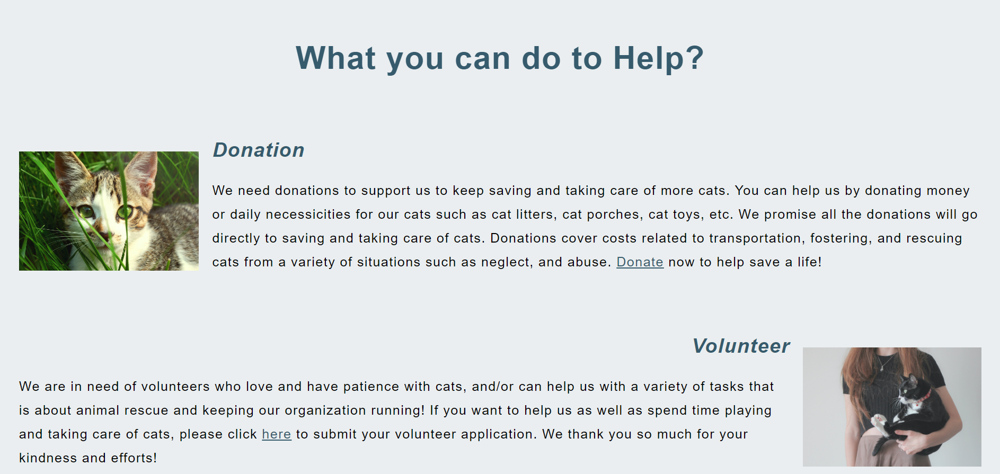 What you can do to Help?
Donation
We need donations to support us to keep saving and taking care of more cats. You can help us by donating money
or daily necessicities for our cats such as cat litters, cat porches, cat toys, etc. We promise all the donations will go
directly to saving and taking care of cats. Donations cover costs related to transportation, fostering, and rescuing
cats from a variety of situations such as neglect, and abuse. Donate now to help save a life!
Volunteer
We are in need of volunteers who love and have patience with cats, and/or can help us with a variety of tasks that
is about animal rescue and keeping our organization running! If you want to help us as well as spend time playing
and taking care of cats, please click here to submit your volunteer application. We thank you so much for your
kindness and efforts!